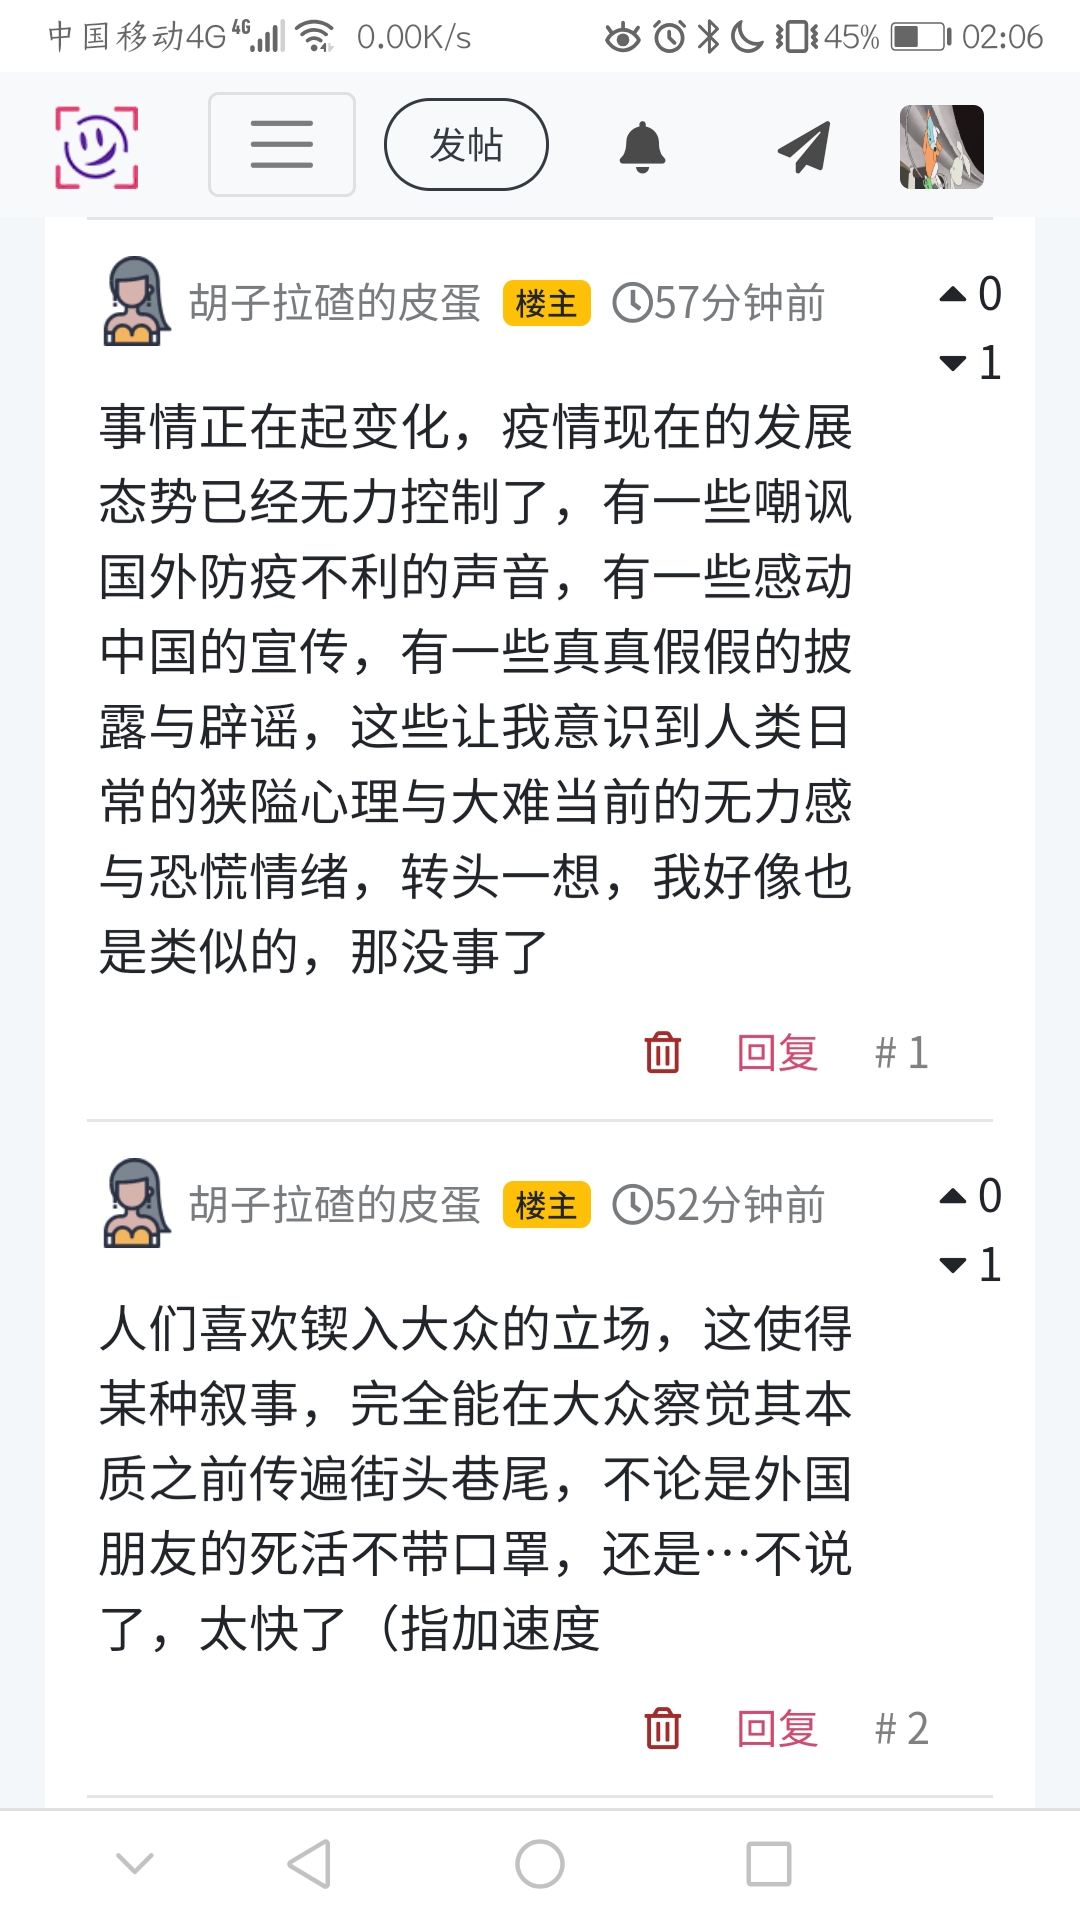 中国移动4G 4G 0.00K/s 45% 02:06
发帖
胡子拉碴的皮蛋 楼主 57分钟前 0
1
事情正在起变化，疫情现在的发展
态势已经无力控制了，有一些嘲讽
国外防疫不利的声音，有一些感动
中国的宣传，有一些真真假假的披
露与辟谣，这些让我意识到人类日
常的狭隘心理与大难当前的无力感
与恐慌情绪，转头一想，我好像也
是类似的，那没事了
回复 # 1
胡子拉碴的皮蛋 楼主 52分钟前 0
1
人们喜欢锲入大众的立场，这使得
某种叙事，完全能在大众察觉其本
质之前传遍街头巷尾，不论是外国
朋友的死活不带口罩，还是…不说
了，太快了（指加速度
回复 # 2